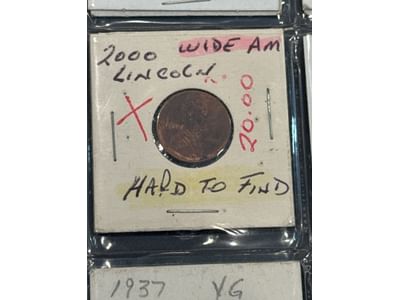 2000 WIDE AM
LINCOLN
X
20.00
HARD TO FIND
1937 VG